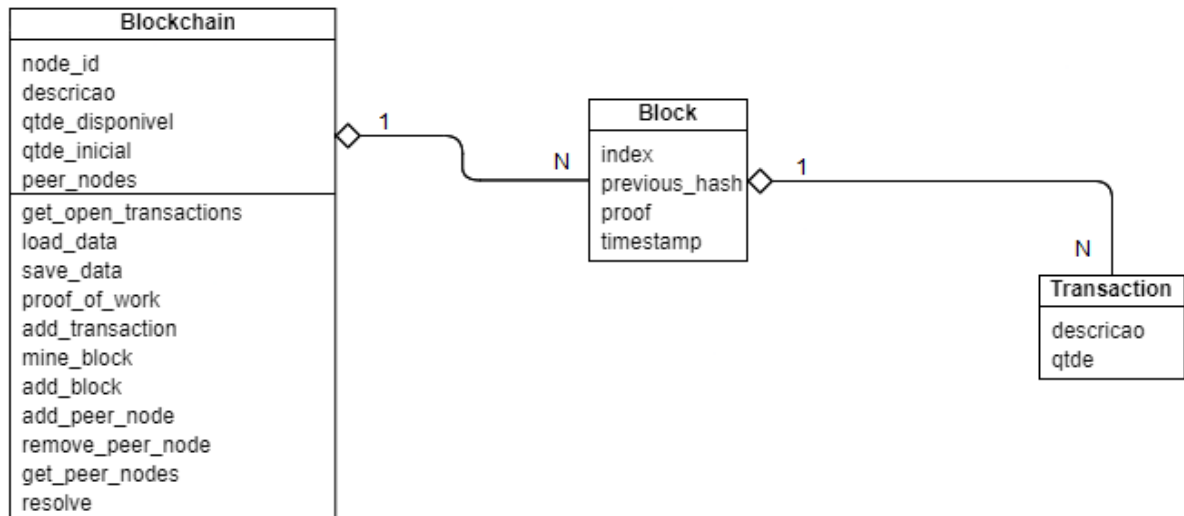 Blockchain
node_id
descricao
qtde_disponivel
qtde_inicial
peer_nodes
get_open_transactions
load_data
save_data
proof_of_work
add_transaction
mine_block
add_block
add_peer_node
remove_peer_node
get_peer_nodes
resolve
1
N
Block
index
previous_hash
proof
timestamp
1
N
Transaction
descricao
qtde